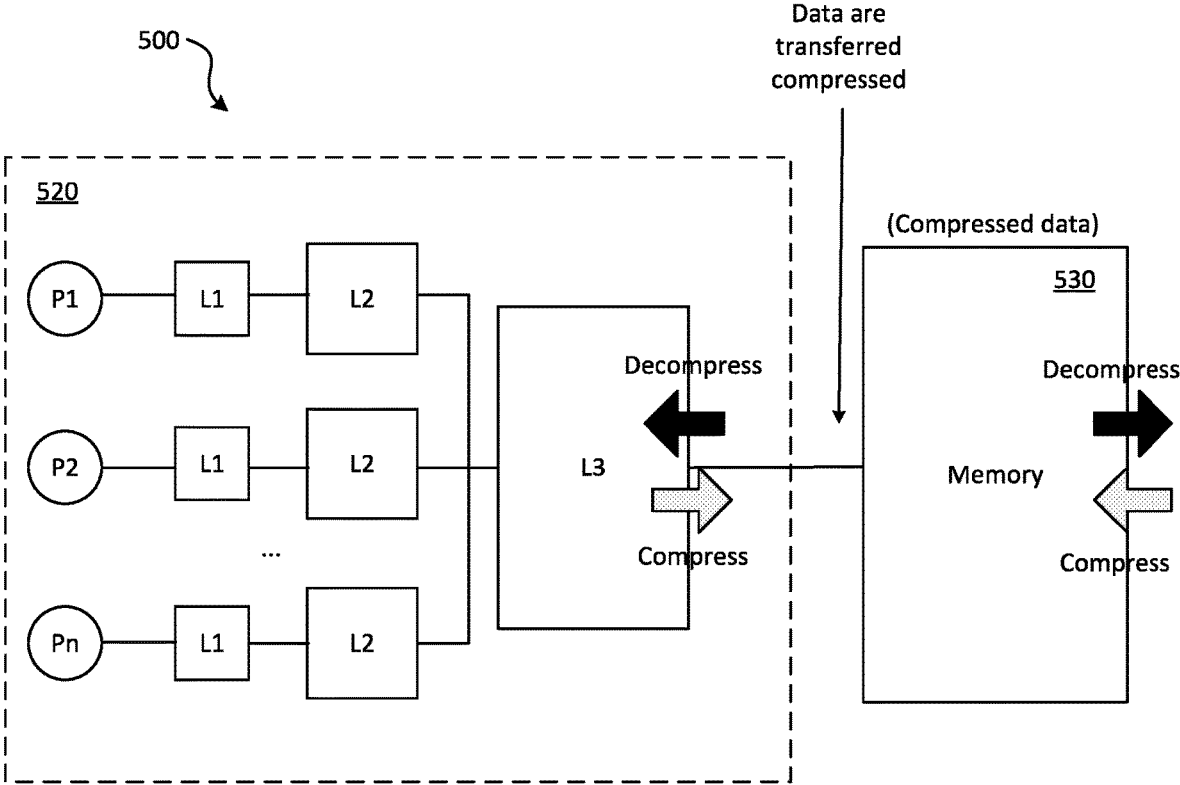 Data are
transferred
compressed
500
520
(Compressed data)
530
P1
L1
L2
Decompress
Decompress
P2
L1
L2
L3
Memory
...
Compress
Compress
Pn
L1
L2